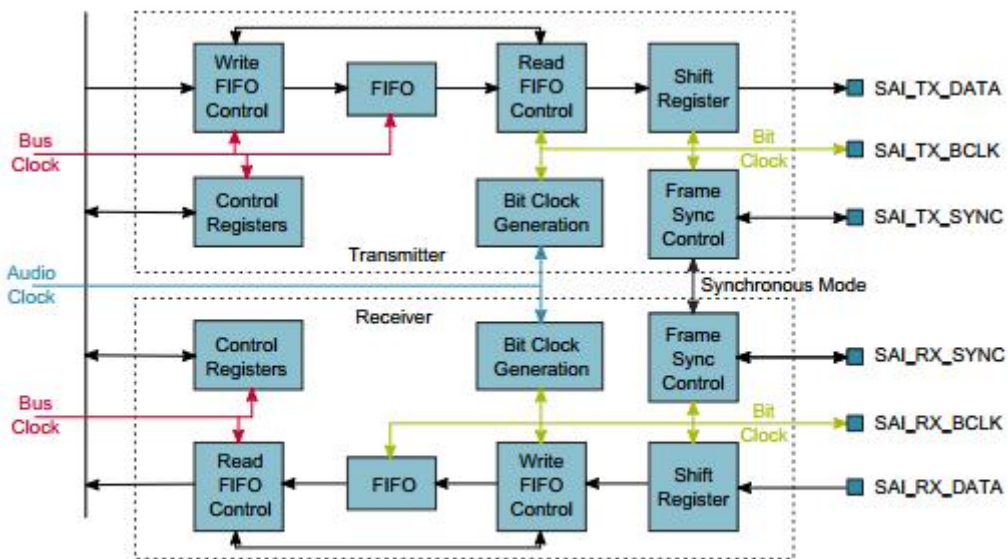 Write
FIFO
Control
FIFO
Read
FIFO
Control
Shift
Register
SAI_TX_DATA
Bus
Clock
Bit
Clock
SAI_TX_BCLK
Control
Registers
Bit Clock
Generation
Frame
Sync
Control
SAI_TX_SYNC
Transmitter
Audio
Clock
Synchronous Mode
Receiver
Control
Registers
Bit Clock
Generation
Frame
Sync
Control
SAI_RX_SYNC
Bus
Clock
Bit
Clock
SAI_RX_BCLK
Read
FIFO
Control
FIFO
Write
FIFO
Control
Shift
Register
SAI_RX_DATA